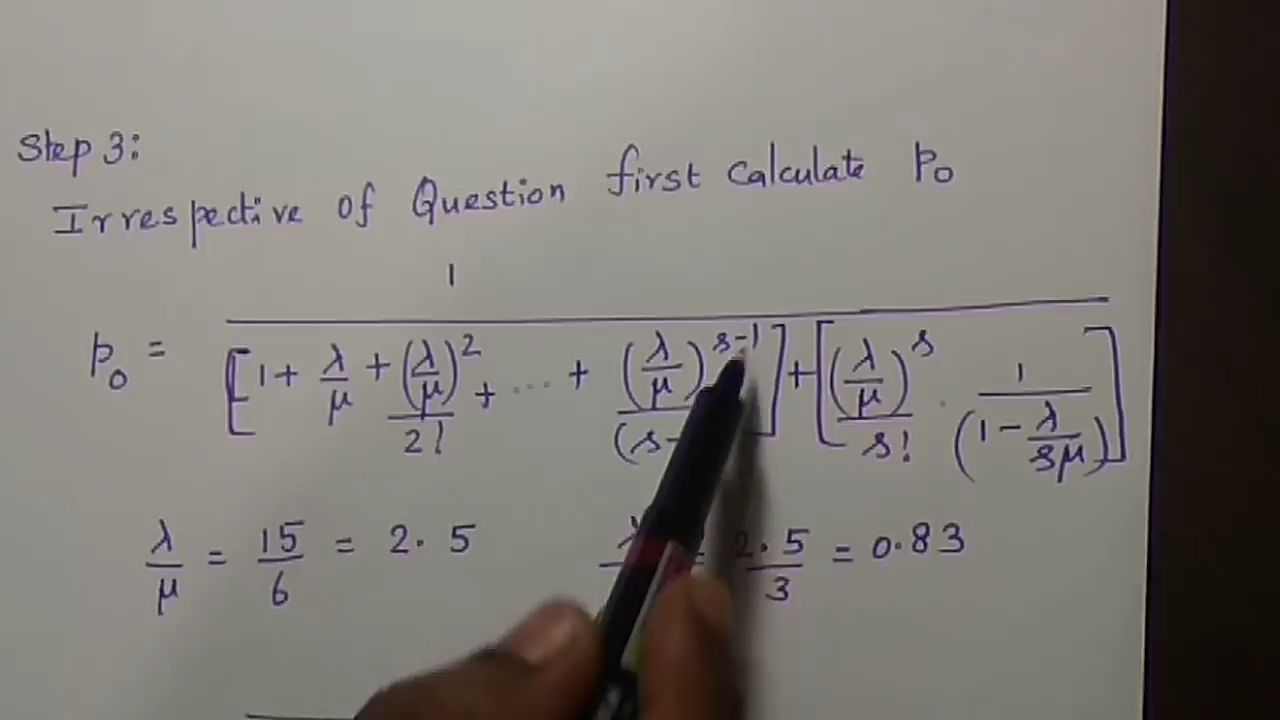 Step 3:
Irrespective of Question first calculate P₀
p₀ = 1 / [1 + λ/μ + (λ/μ)²/2! + ... + (λ/μ)^(s-1)/(s-] + [(λ/μ)^s/s! . 1/(1 - λ/sμ)]
λ/μ = 15/6 = 2.5 λ = 2.5/3 = 0.83